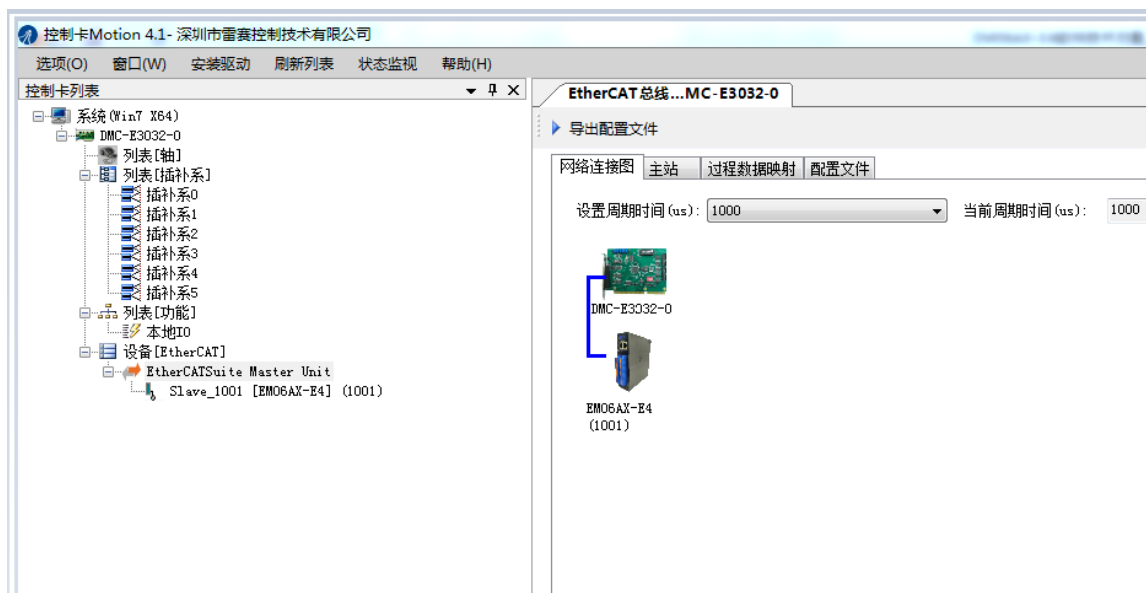 控制卡Motion 4.1- 深圳市雷赛控制技术有限公司
选项(O) 窗口(W) 安装驱动 刷新列表 状态监视 帮助(H)
控制卡列表
EtherCAT总线...MC-E3032-0
系统(Win7 X64)
DMC-E3032-0
列表[轴]
列表[插补系]
插补系0
插补系1
插补系2
插补系3
插补系4
插补系5
列表[功能]
本地IO
设备[EtherCAT]
EtherCATSuite Master Unit
Slave_1001 [EM06AX-E4] (1001)
导出配置文件
网络连接图 主站 过程数据映射 配置文件
设置周期时间(us): 1000 当前周期时间(us): 1000
DMC-E3032-0
EM06AX-E4
(1001)